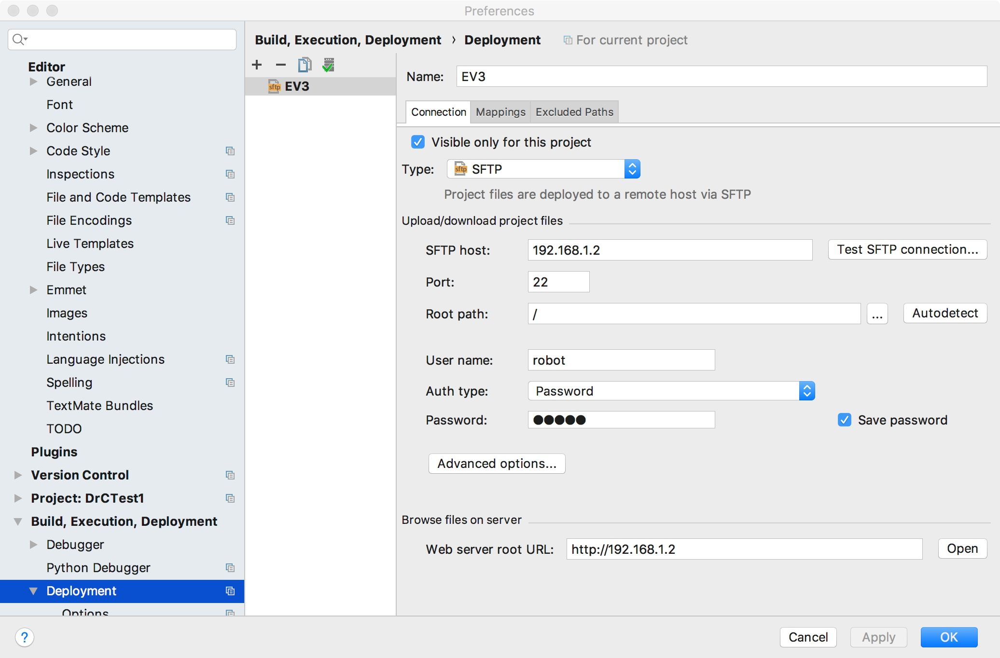 Preferences
Editor
General
Font
Color Scheme
Code Style
Inspections
File and Code Templates
File Encodings
Live Templates
File Types
Emmet
Images
Intentions
Language Injections
Spelling
TextMate Bundles
TODO
Plugins
Version Control
Project: DrCTest1
Build, Execution, Deployment
Debugger
Python Debugger
Deployment
Options
?
Build, Execution, Deployment › Deployment For current project
sftp EV3
Name: EV3
Connection Mappings Excluded Paths
Visible only for this project
Type: sftp SFTP
Project files are deployed to a remote host via SFTP
Upload/download project files
SFTP host: 192.168.1.2 Test SFTP connection...
Port: 22
Root path: / ... Autodetect
User name: robot
Auth type: Password
Password: ●●●●● Save password
Advanced options...
Browse files on server
Web server root URL: http://192.168.1.2 Open
Cancel Apply OK